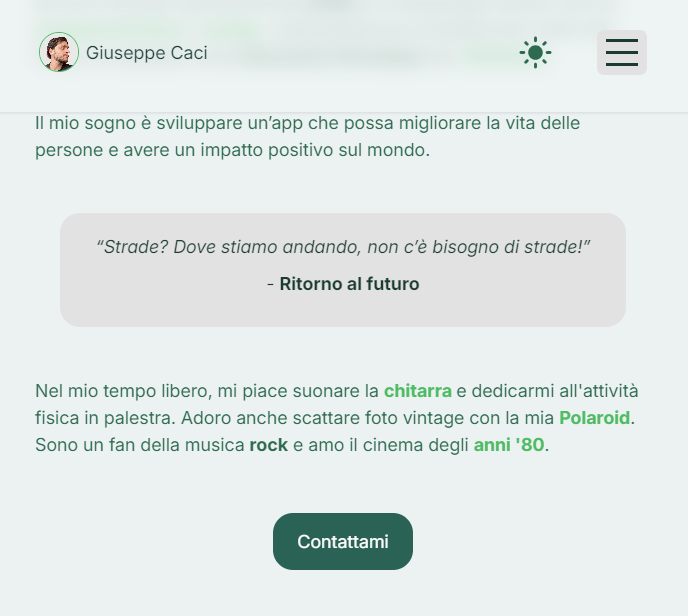 Giuseppe Caci
Il mio sogno è sviluppare un’app che possa migliorare la vita delle
persone e avere un impatto positivo sul mondo.
“Strade? Dove stiamo andando, non c’è bisogno di strade!”
- Ritorno al futuro
Nel mio tempo libero, mi piace suonare la chitarra e dedicarmi all'attività
fisica in palestra. Adoro anche scattare foto vintage con la mia Polaroid.
Sono un fan della musica rock e amo il cinema degli anni '80.
Contattami